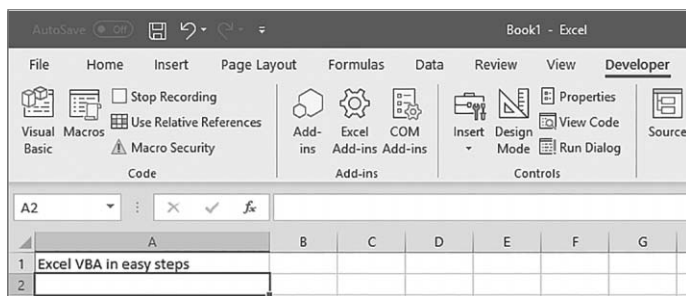 AutoSave Off Book1 - Excel
File Home Insert Page Layout Formulas Data Review View Developer
Visual Basic
Macros
Stop Recording
Use Relative References
Macro Security
Code
Add-ins
Excel Add-ins
COM Add-ins
Add-ins
Insert
Design Mode
Properties
View Code
Run Dialog
Controls
Source
A2 fx
A B C D E F G
1 Excel VBA in easy steps
2